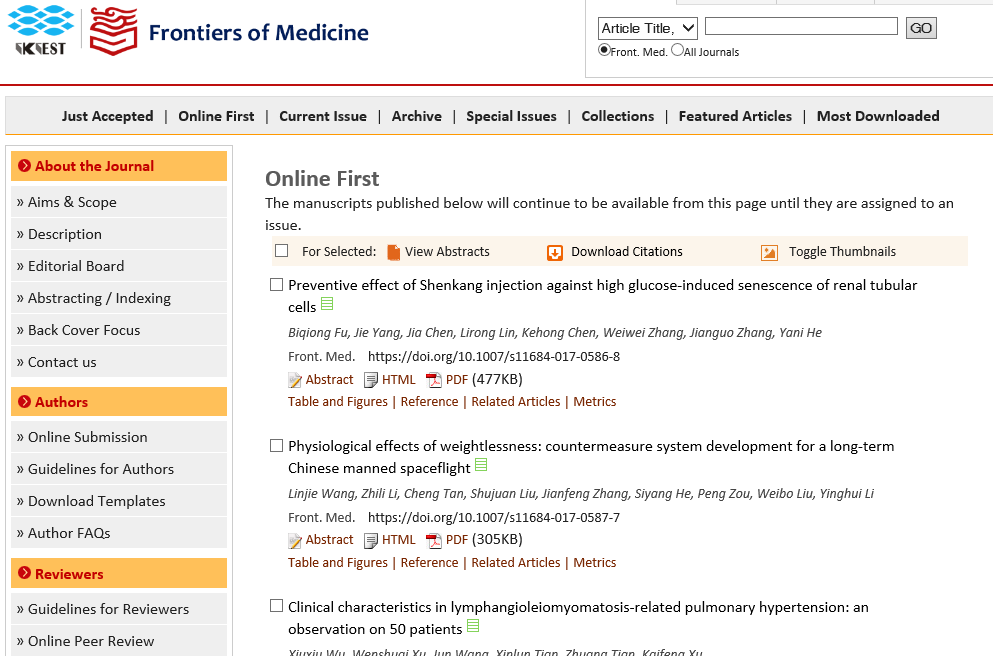 IKCEST
Frontiers of Medicine
Article Title, GO
Front. Med. All Journals
Just Accepted | Online First | Current Issue | Archive | Special Issues | Collections | Featured Articles | Most Downloaded
About the Journal
» Aims & Scope
» Description
» Editorial Board
» Abstracting / Indexing
» Back Cover Focus
» Contact us
Authors
» Online Submission
» Guidelines for Authors
» Download Templates
» Author FAQs
Reviewers
» Guidelines for Reviewers
» Online Peer Review
Online First
The manuscripts published below will continue to be available from this page until they are assigned to an
issue.
For Selected: View Abstracts Download Citations Toggle Thumbnails
Preventive effect of Shenkang injection against high glucose-induced senescence of renal tubular
cells
Biqiong Fu, Jie Yang, Jia Chen, Lirong Lin, Kehong Chen, Weiwei Zhang, Jianguo Zhang, Yani He
Front. Med. https://doi.org/10.1007/s11684-017-0586-8
Abstract HTML PDF (477KB)
Table and Figures | Reference | Related Articles | Metrics
Physiological effects of weightlessness: countermeasure system development for a long-term
Chinese manned spaceflight
Linjie Wang, Zhili Li, Cheng Tan, Shujuan Liu, Jianfeng Zhang, Siyang He, Peng Zou, Weibo Liu, Yinghui Li
Front. Med. https://doi.org/10.1007/s11684-017-0587-7
Abstract HTML PDF (305KB)
Table and Figures | Reference | Related Articles | Metrics
Clinical characteristics in lymphangioleiomyomatosis-related pulmonary hypertension: an
observation on 50 patients
Xiuxiu Wu, Wenshuai Xu, Jun Wang, Xinlun Tian, Zhuang Tian, Kaifeng Xu